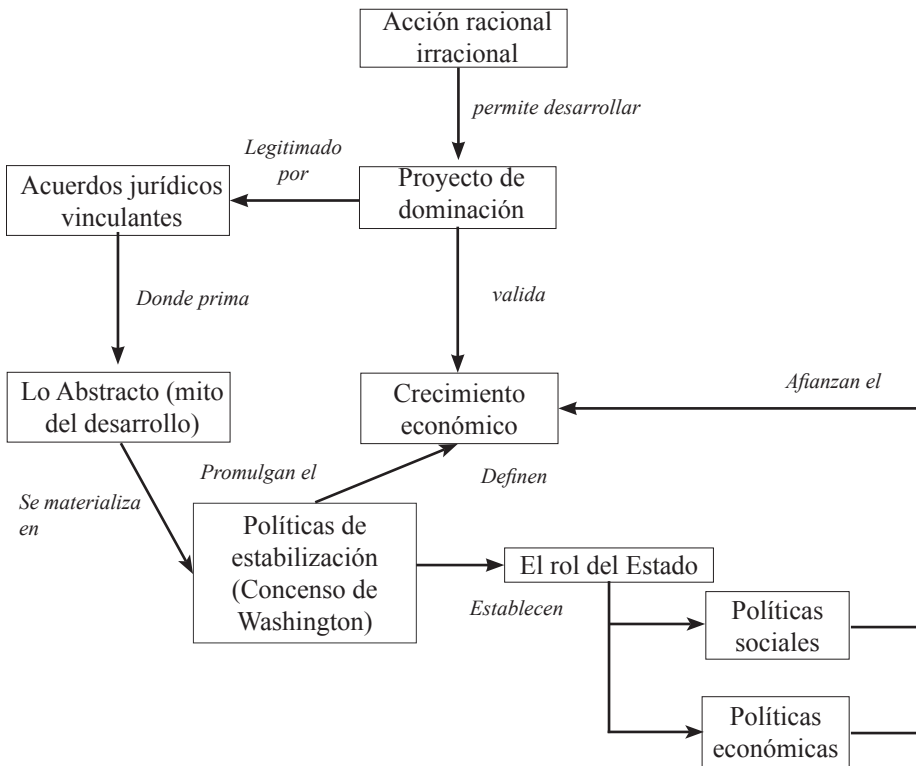 Acción racional
irracional
permite desarrollar
Legitimado
por
Acuerdos jurídicos
vinculantes
Proyecto de
dominación
Donde prima
valida
Lo Abstracto (mito
del desarrollo)
Crecimiento
económico
Afianzan el
Promulgan el
Definen
Se materializa
en
Políticas de
estabilización
(Concenso de
Washington)
El rol del Estado
Establecen
Políticas
sociales
Políticas
económicas